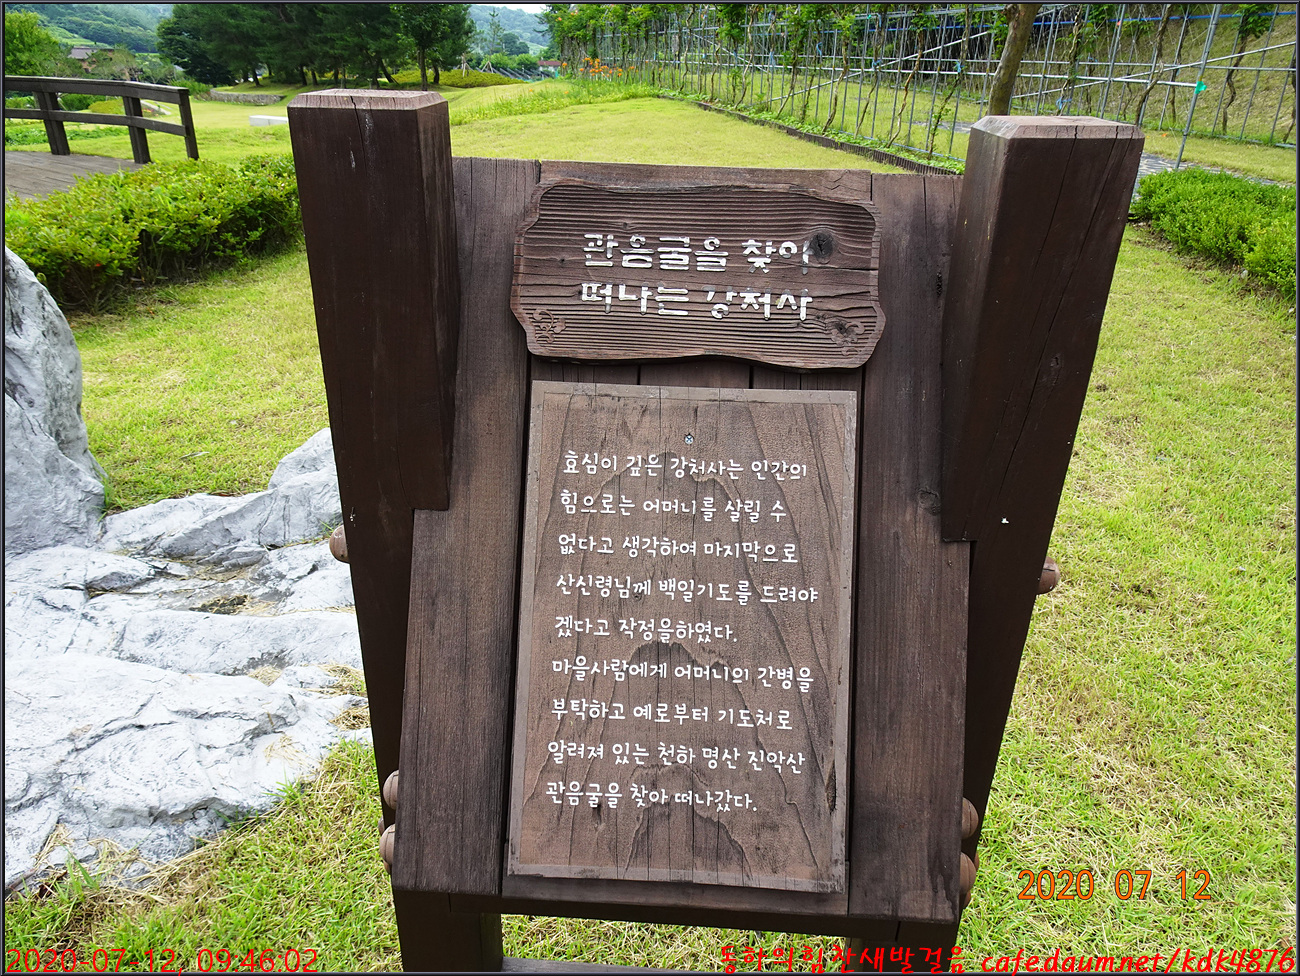 관음굴을 찾아
떠나는 강처사
효심이 깊은 강처사는 인간의
힘으로는 어머니를 살릴 수
없다고 생각하여 마지막으로
산신령님께 백일기도를 드려야
겠다고 작정을하였다.
마을사람에게 어머니의 간병을
부탁하고 예로부터 기도처로
알려져 있는 천하 명산 진악산
관음굴을 찾아 떠나갔다.
2020 07 12
2020-07-12, 09:46:02
동학의힘찬새발걸음 cafe.daum.net/kdk4876